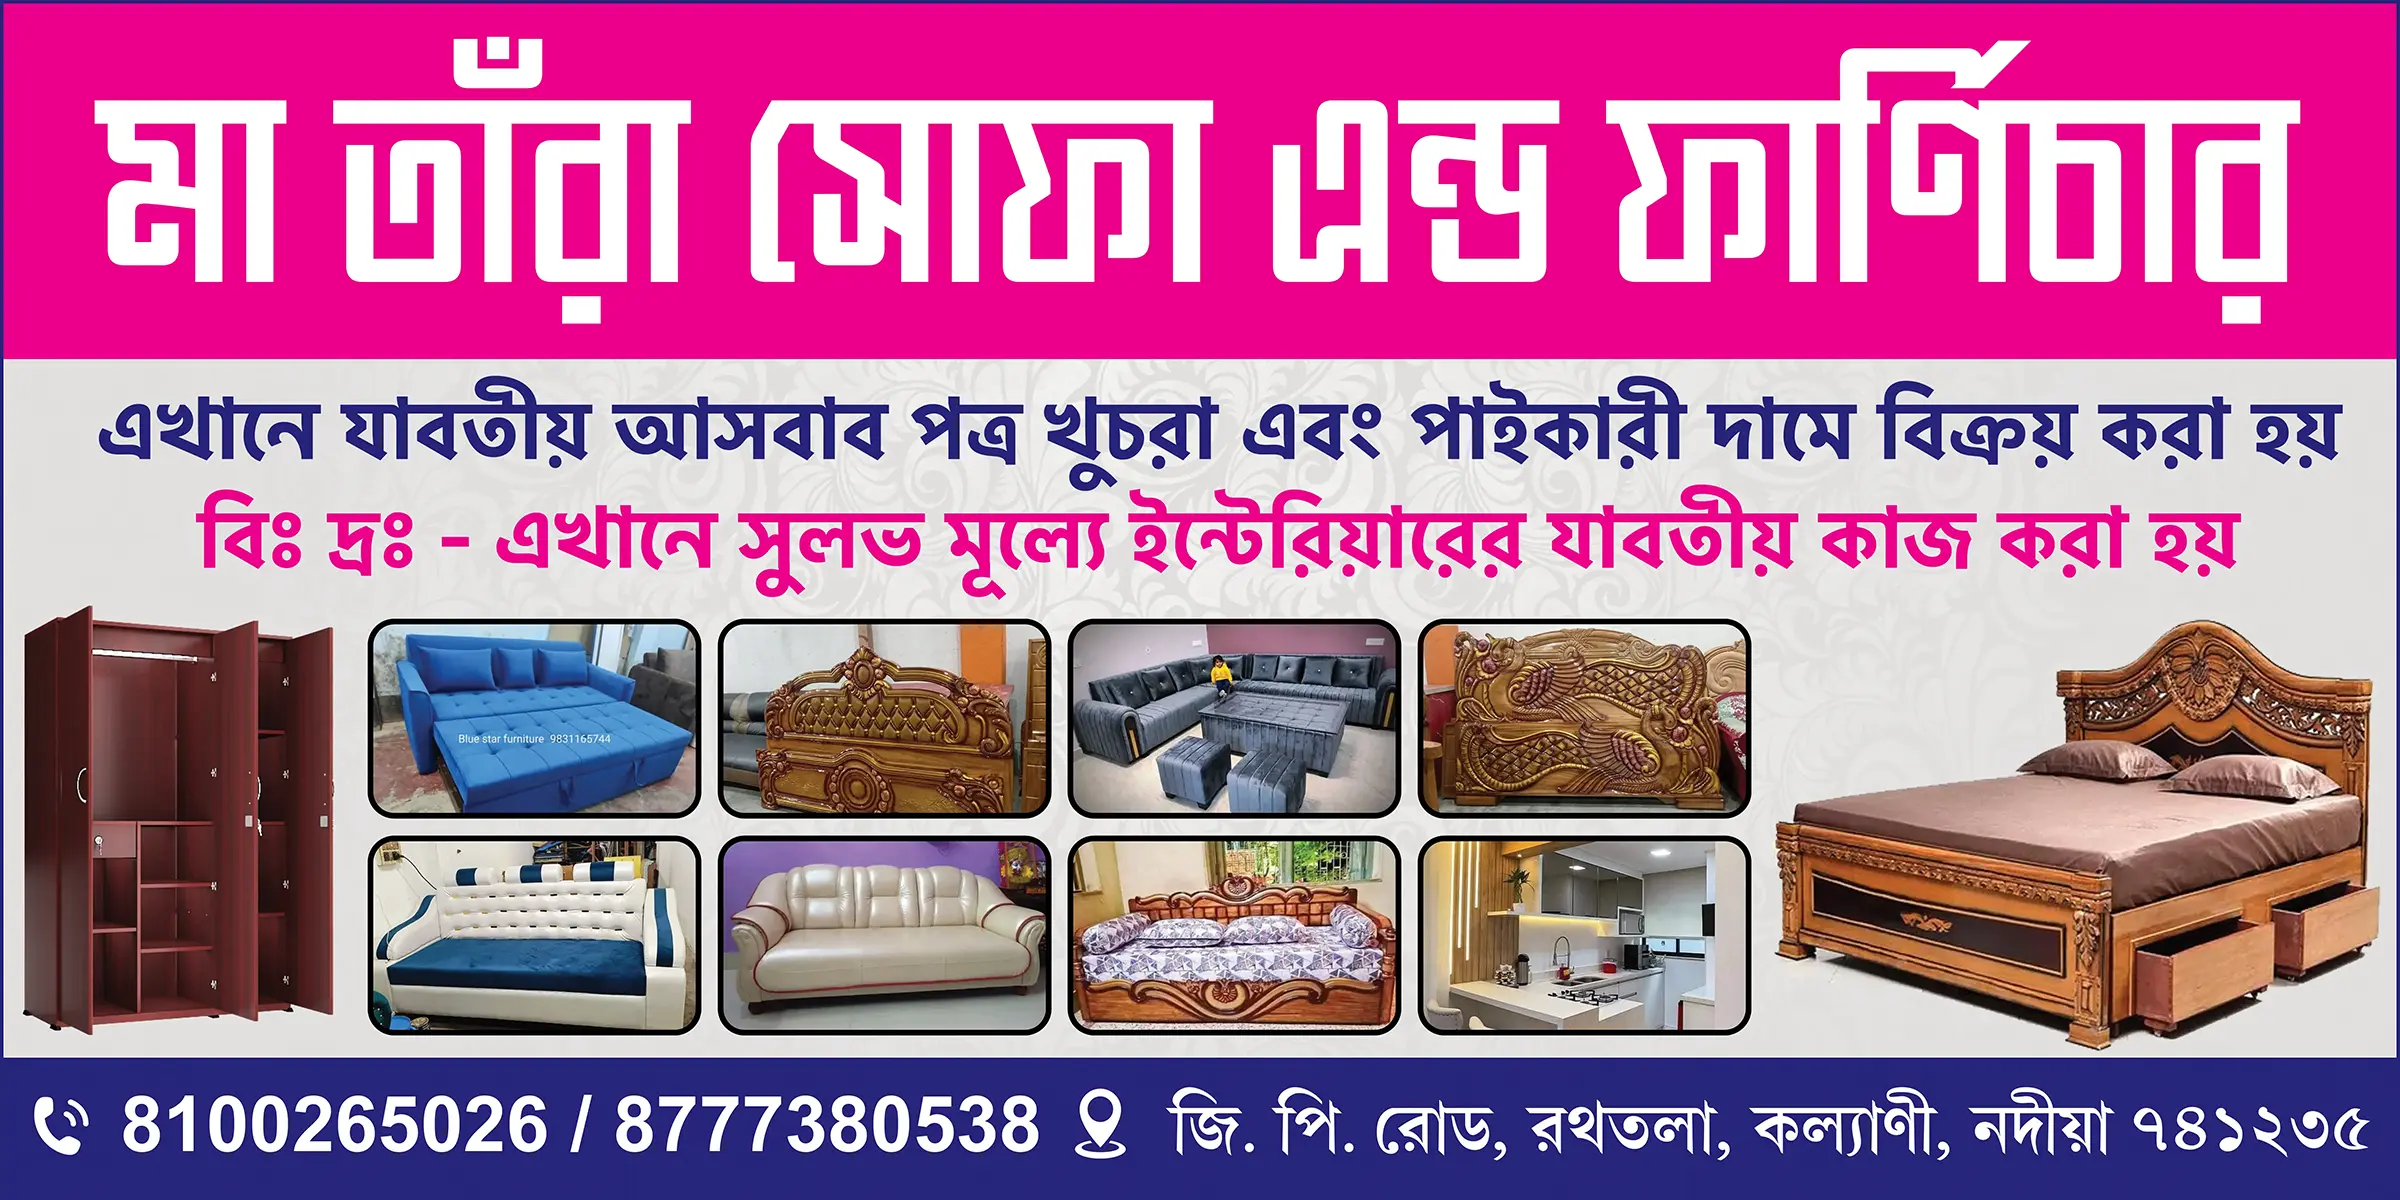 মা তাঁরা সোফা এন্ড ফার্ণিচার
এখানে যাবতীয় আসবাব পত্র খুচরা এবং পাইকারী দামে বিক্রয় করা হয়
বিঃ দ্রঃ - এখানে সুলভ মূল্যে ইন্টেরিয়ারের যাবতীয় কাজ করা হয়
Blue star furniture 9831165744
8100265026 / 8777380538 জি. পি. রোড, রথতলা, কল্যাণী, নদীয়া ৭৪১২৩৫